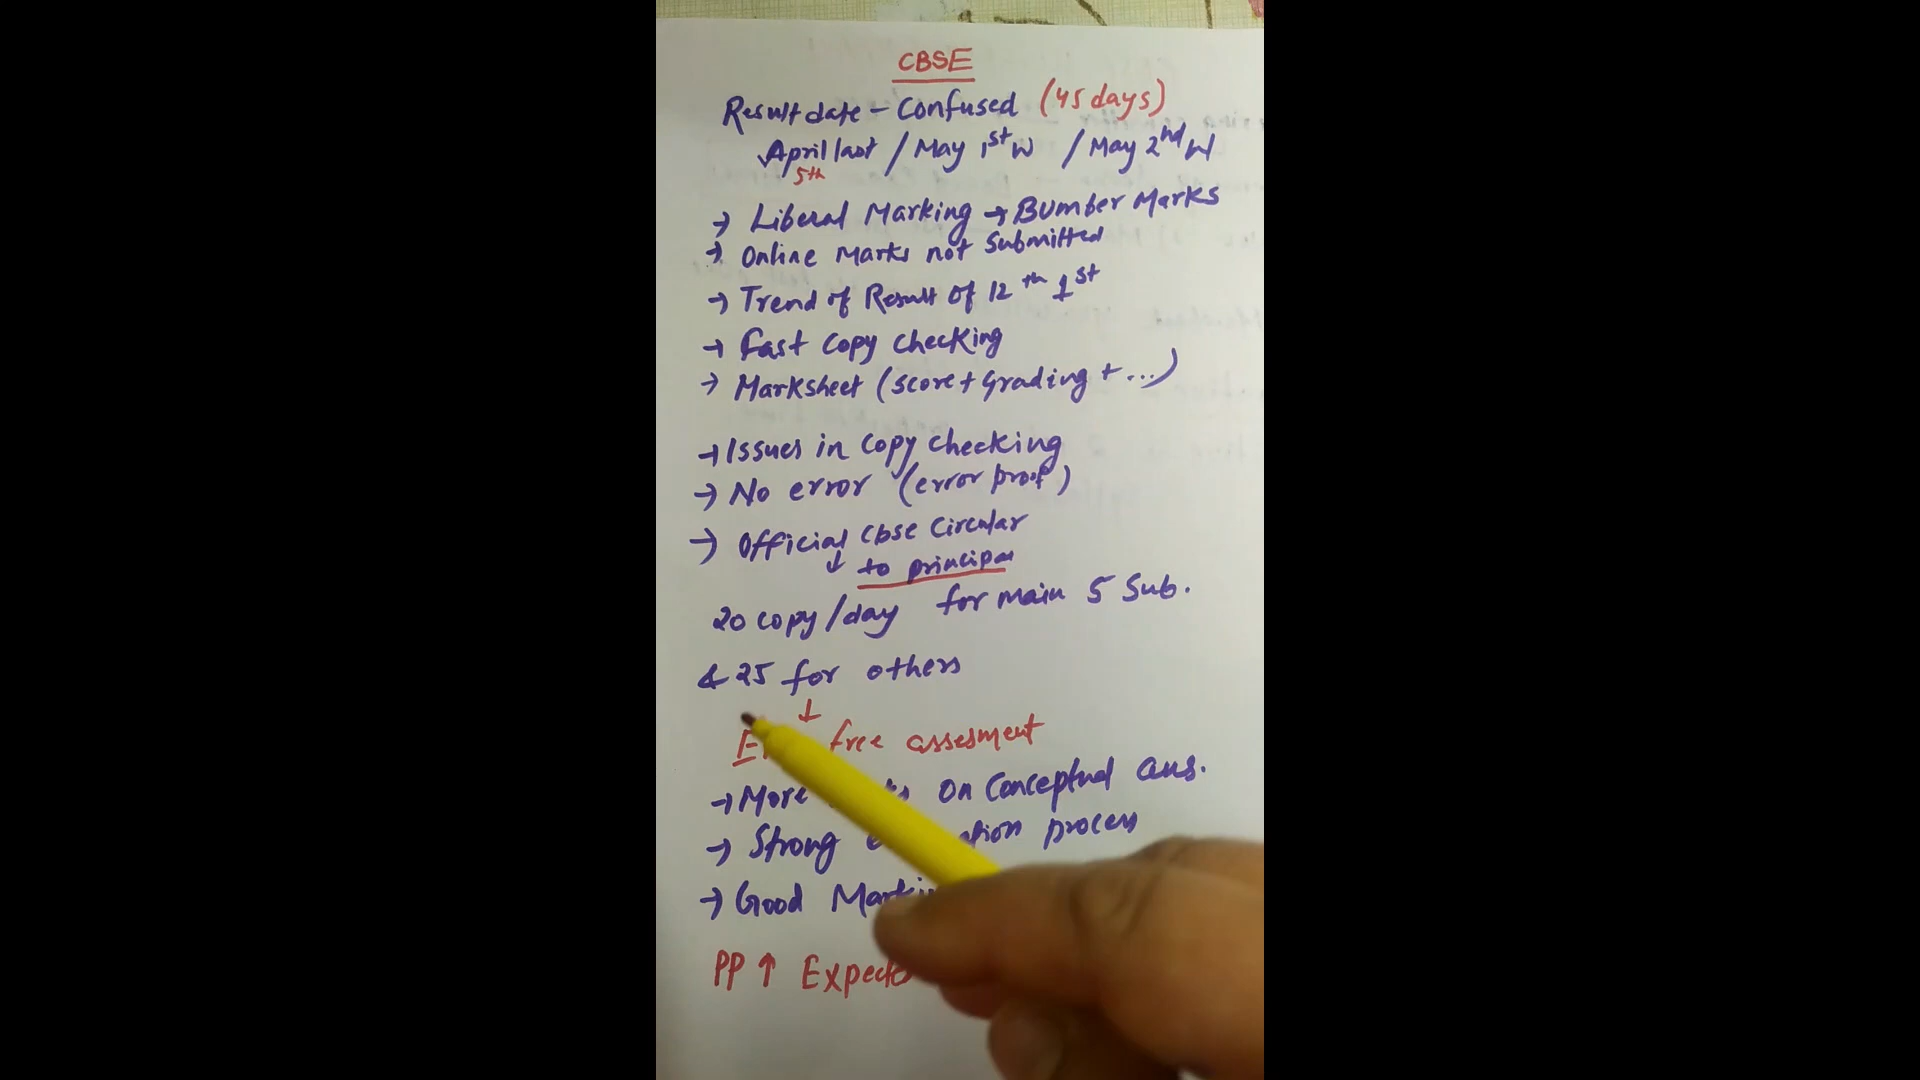 CBSE
Result date - Confused (45 days)
April last / May 1st W / May 2nd W
5th
→ Liberal Marking → Bumber Marks
→ Online Marks not Submitted
→ Trend of Result of 12th 1st
→ Fast Copy checking
→ Marksheet (Score + Grading + ...)
→ Issues in Copy checking
→ No error (error proof)
→ Official Cbse Circular
↓ to principal
20 copy/day for main 5 Sub.
& 25 for others
↓
free assesment
→ More on Conceptual ans.
→ Strong process
→ Good
PP ↑